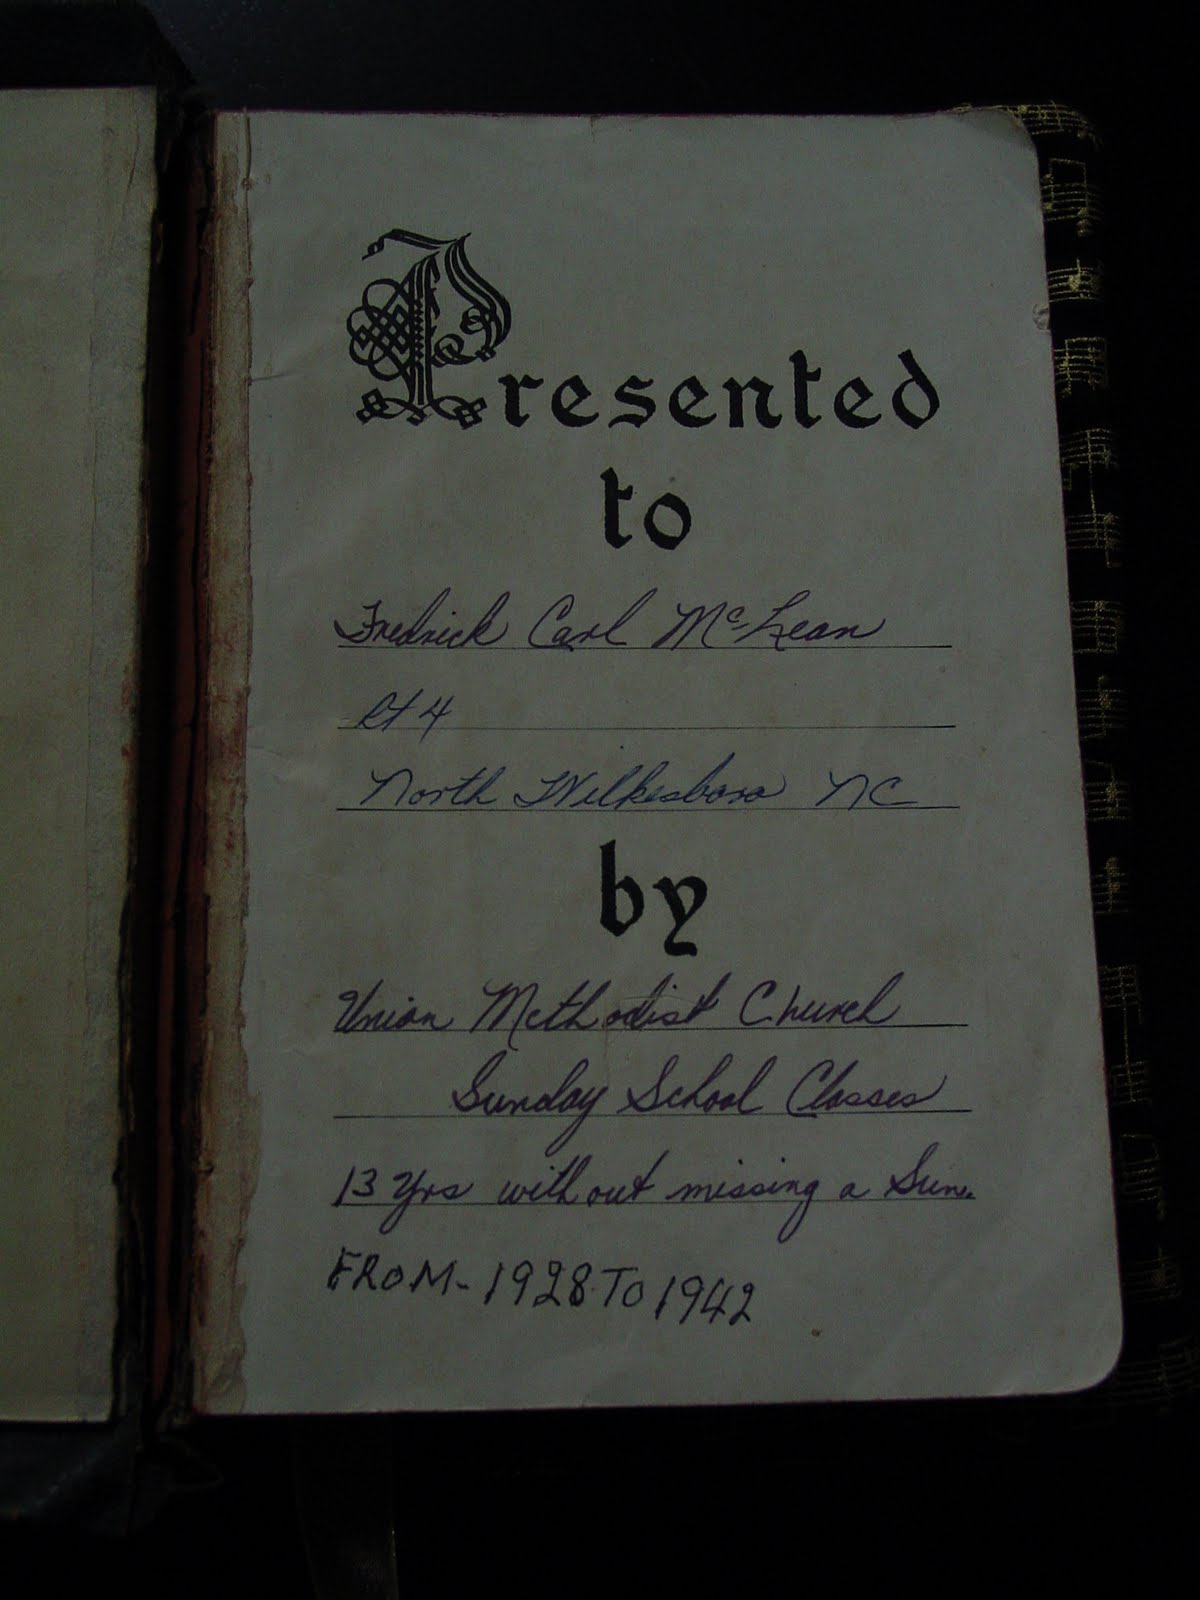 Presented
to
Fredrick Carl McLean
Rt 4
North Wilkesboro NC
by
Union Methodist Church
Sunday School Classes
13 Yrs without missing a Sun.
FROM - 1928 TO 1942